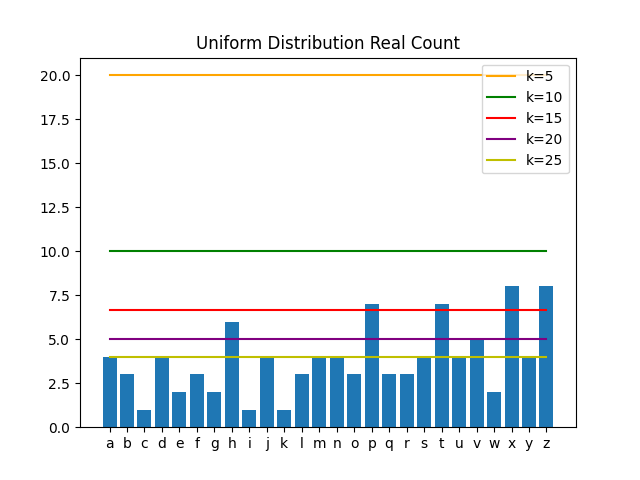 Uniform Distribution Real Count
20.0
17.5
15.0
12.5
10.0
7.5
5.0
2.5
0.0
k=5
k=10
k=15
k=20
k=25
a b c d e f g h i j k l m n o p q r s t u v w x y z